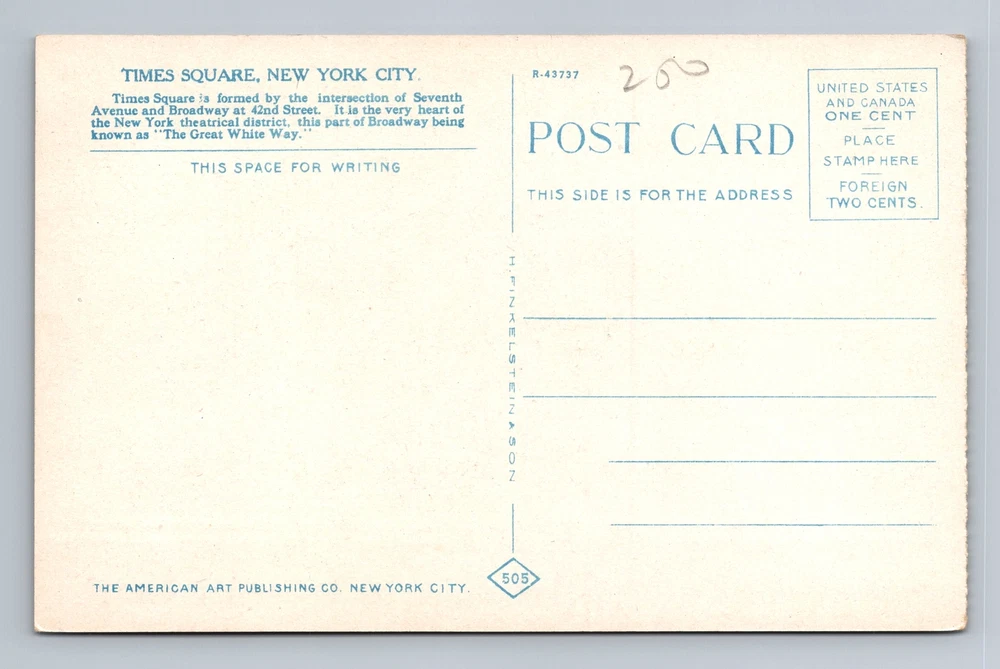 TIMES SQUARE, NEW YORK CITY.
Times Square is formed by the intersection of Seventh
Avenue and Broadway at 42nd Street. It is the very heart of
the New York theatrical district, this part of Broadway being
known as "The Great White Way."
THIS SPACE FOR WRITING
THE AMERICAN ART PUBLISHING CO. NEW YORK CITY.
H. FINKELSTEIN & SON
505
R-43737
200
POST CARD
THIS SIDE IS FOR THE ADDRESS
UNITED STATES
AND CANADA
ONE CENT
PLACE
STAMP HERE
FOREIGN
TWO CENTS.